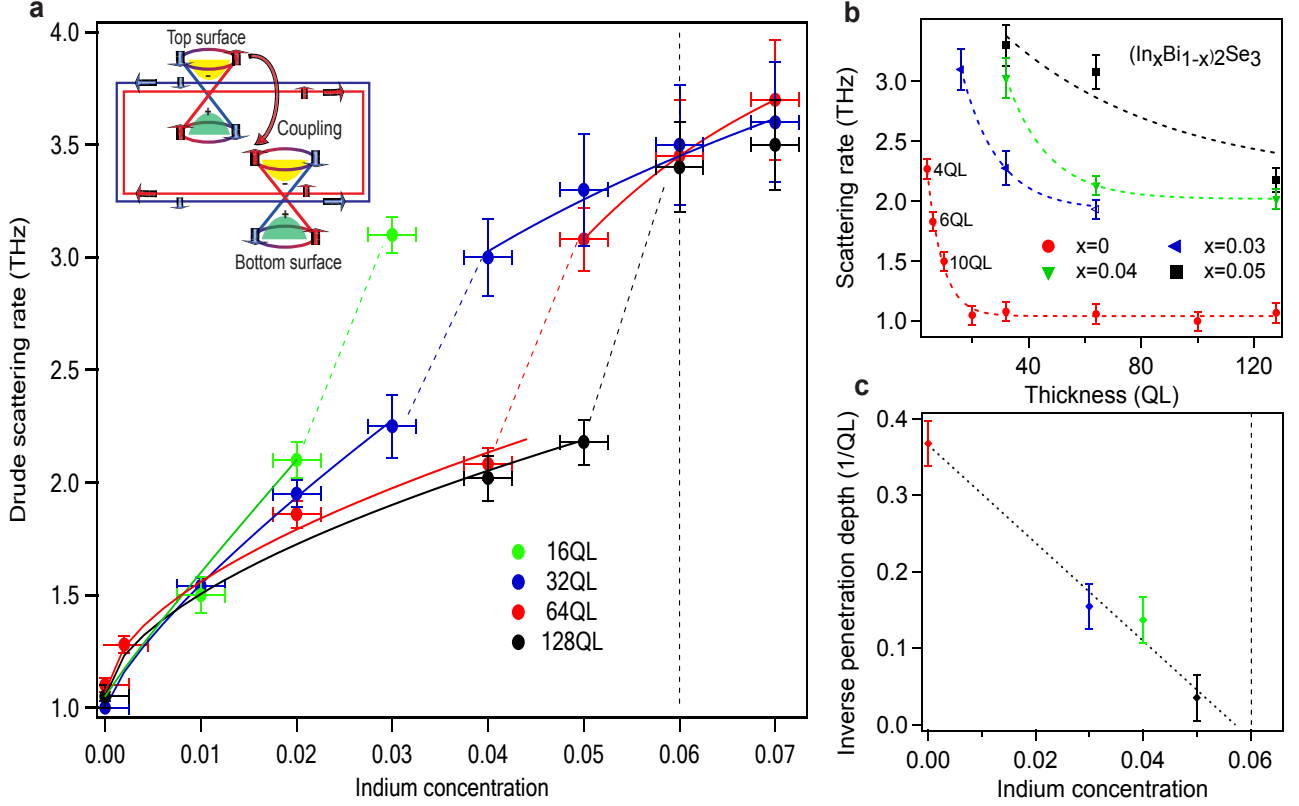 a
4.0
3.5
3.0
2.5
2.0
1.5
1.0
Drude scattering rate (THz)
0.00 0.01 0.02 0.03 0.04 0.05 0.06 0.07
Indium concentration
Top surface
-
+
Coupling
-
+
Bottom surface
16QL
32QL
64QL
128QL
b
3.0
2.5
2.0
1.5
1.0
Scattering rate (THz)
(InxBi1-x)2Se3
4QL
6QL
10QL
x=0
x=0.03
x=0.04
x=0.05
40 80 120
Thickness (QL)
c
0.4
0.3
0.2
0.1
0.0
Inverse penetration depth (1/QL)
0.00 0.02 0.04 0.06
Indium concentration